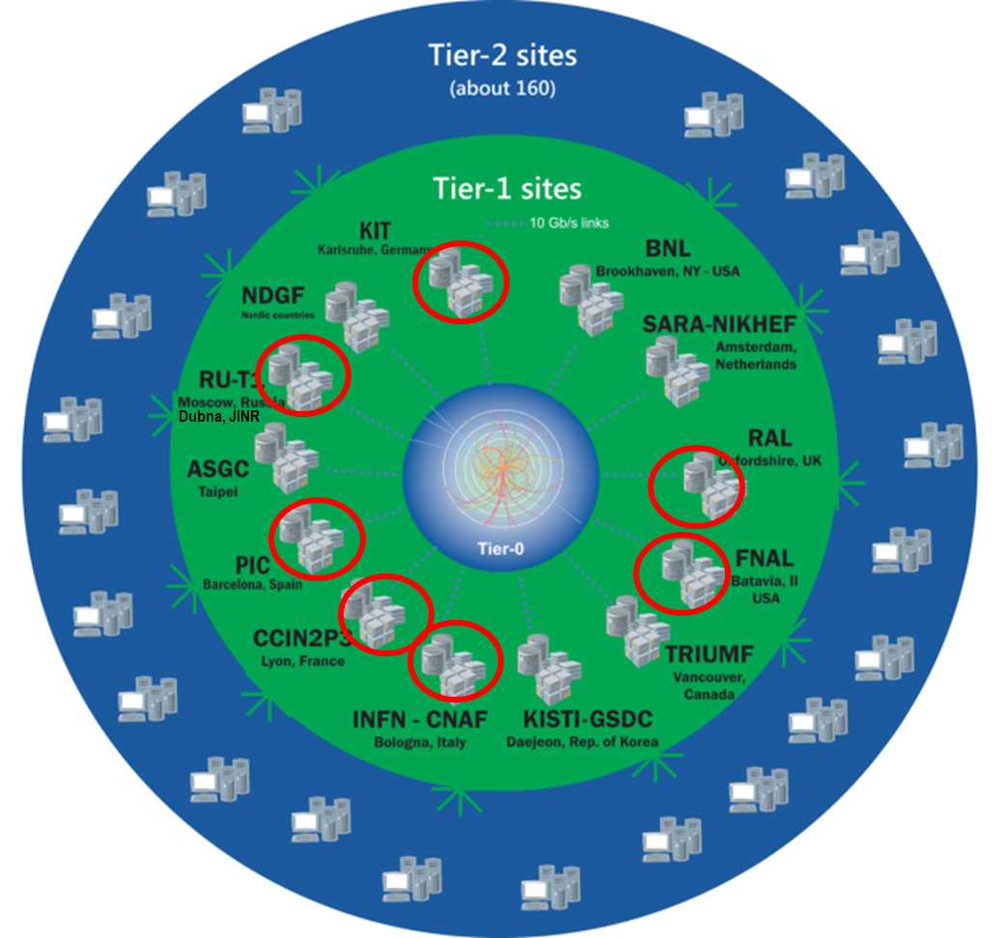 Tier-2 sites
(about 160)
Tier-1 sites
10 Gb/s links
KIT
Karlsruhe, Germany
BNL
Brookhaven, NY - USA
NDGF
Nordic countries
SARA-NIKHEF
Amsterdam,
Netherlands
RU-T1
Moscow, Russia
Dubna, JINR
RAL
Oxfordshire, UK
ASGC
Taipei
Tier-0
PIC
Barcelona, Spain
FNAL
Batavia, Il
USA
CCIN2P3
Lyon, France
TRIUMF
Vancouver,
Canada
INFN - CNAF
Bologna, Italy
KISTI-GSDC
Daejeon, Rep. of Korea